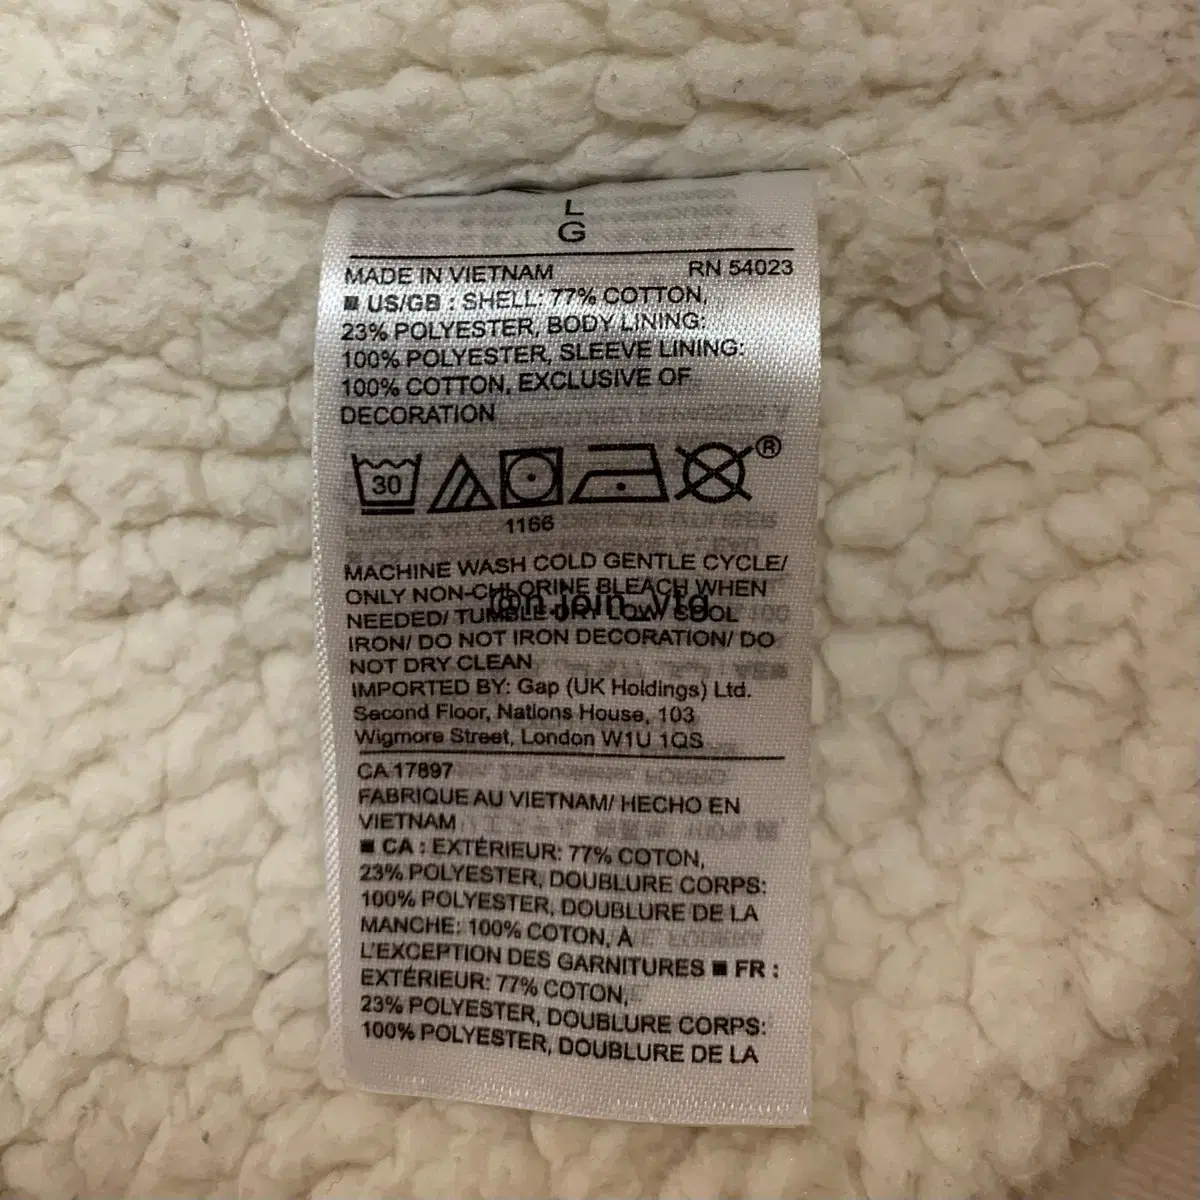 L
G
MADE IN VIETNAM RN 54023
■ US/GB : SHELL: 77% COTTON,
23% POLYESTER, BODY LINING:
100% POLYESTER, SLEEVE LINING:
100% COTTON, EXCLUSIVE OF
DECORATION
30
®
1166
MACHINE WASH COLD GENTLE CYCLE/
ONLY NON-CHLORINE BLEACH WHEN
NEEDED/ TUMBLE DRY LOW/ COOL
@n.join_vtg
IRON/ DO NOT IRON DECORATION/ DO
NOT DRY CLEAN
IMPORTED BY: Gap (UK Holdings) Ltd.
Second Floor, Nations House, 103
Wigmore Street, London W1U 1QS
CA 17897
FABRIQUE AU VIETNAM/ HECHO EN
VIETNAM
■ CA : EXTÉRIEUR: 77% COTON,
23% POLYESTER, DOUBLURE CORPS:
100% POLYESTER, DOUBLURE DE LA
MANCHE: 100% COTON, À
L'EXCEPTION DES GARNITURES ■ FR :
EXTÉRIEUR: 77% COTON,
23% POLYESTER, DOUBLURE CORPS:
100% POLYESTER, DOUBLURE DE LA